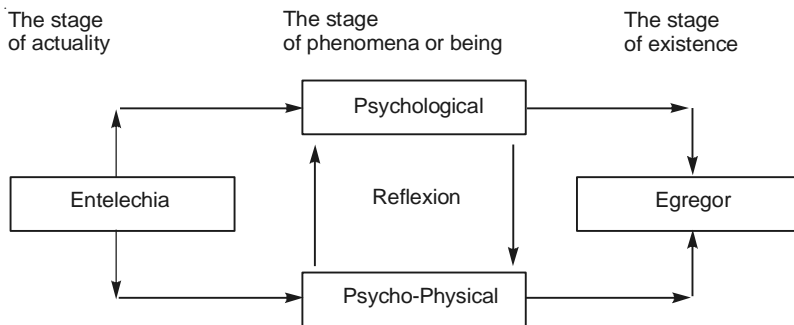 The stage
of actuality
The stage
of phenomena or being
The stage
of existence
Psychological
Entelechia
Reflexion
Egregor
Psycho-Physical